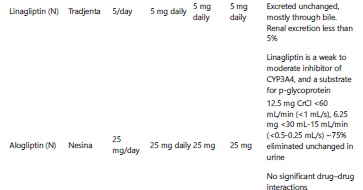 Linagliptin (N) Tradjenta 5/day 5 mg daily 5 mg daily 5 mg daily Excreted unchanged,
mostly through bile.
Renal excretion less than
5%
Linagliptin is a weak to
moderate inhibitor of
CYP3A4, and a substrate
for p-glycoprotein
12.5 mg CrCl <60
mL/min (<1 mL/s), 6.25
mg <30 mL-15 mL/min
(<0.5-0.25 mL/s) ~75%
Alogliptin (N) Nesina 25 mg/day 25 mg daily 25 mg 25 mg eliminated unchanged in
urine
No significant drug–drug
interactions